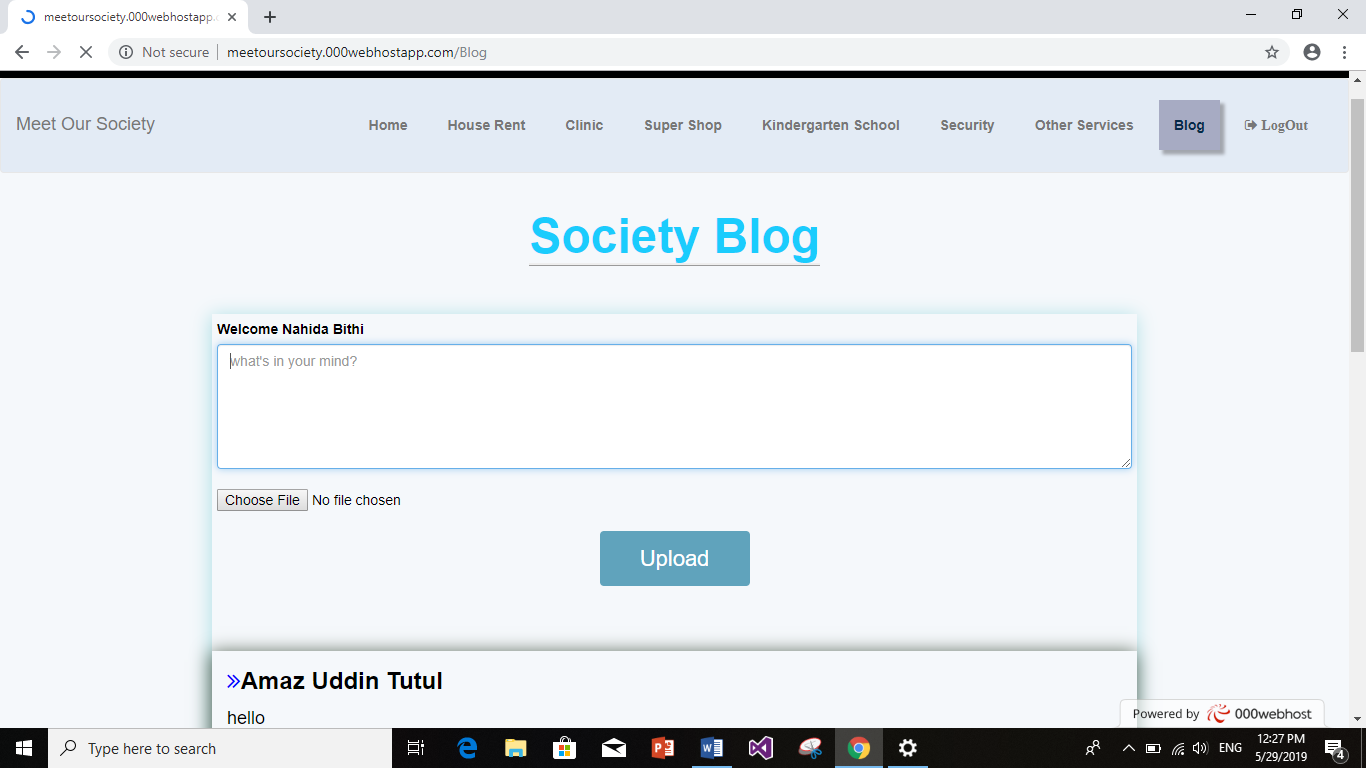 meetoursociety.000webhostapp.c
Not secure meetoursociety.000webhostapp.com/Blog
Meet Our Society Home House Rent Clinic Super Shop Kindergarten School Security Other Services Blog LogOut
Society Blog
Welcome Nahida Bithi
what's in your mind?
Choose File No file chosen
Upload
Amaz Uddin Tutul
hello
Powered by 000webhost
Type here to search
ENG
12:27 PM
5/29/2019
4